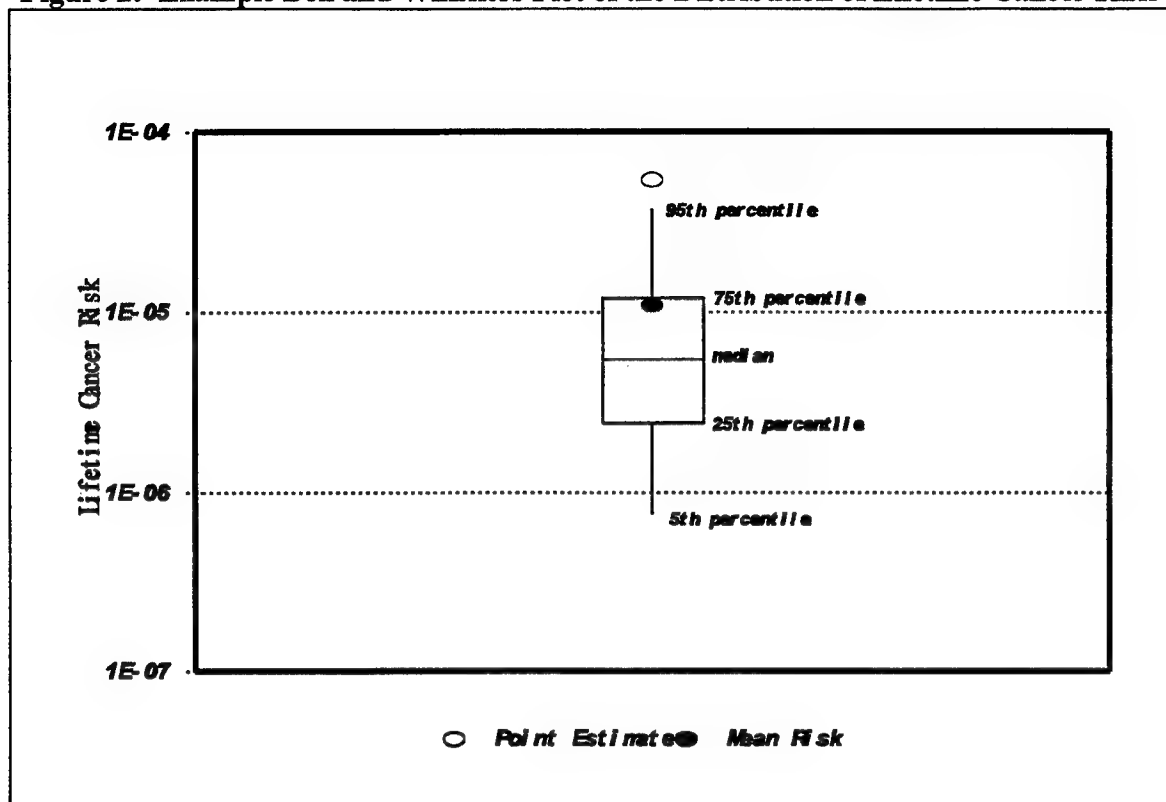 1E-04
95th percentile
75th percentile
1E-05
median
25th percentile
1E-06
5th percentile
1E-07
Lifetime Cancer Risk
Point Estimate Mean Risk